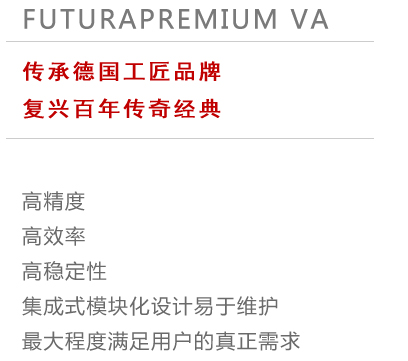 FUTURAPREMIUM VA
传承德国工匠品牌
复兴百年传奇经典
高精度
高效率
高稳定性
集成式模块化设计易于维护
最大程度满足用户的真正需求